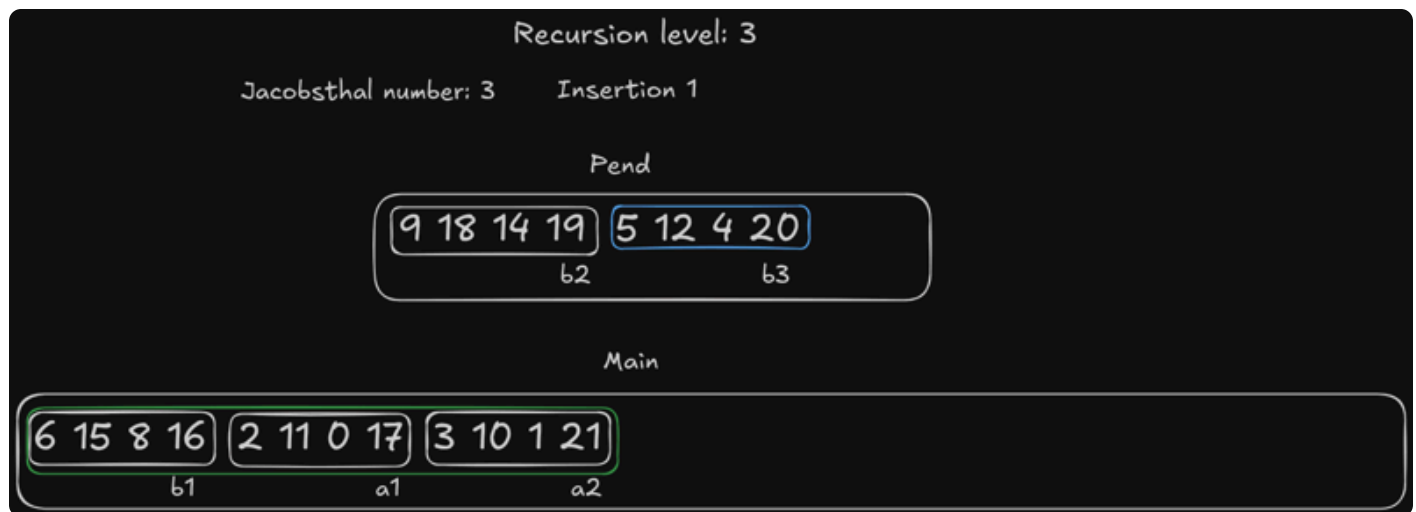 Recursion level: 3
Jacobsthal number: 3 Insertion 1
Pend
9 18 14 19 5 12 4 20
b2 b3
Main
6 15 8 16 2 11 0 17 3 10 1 21
b1 a1 a2